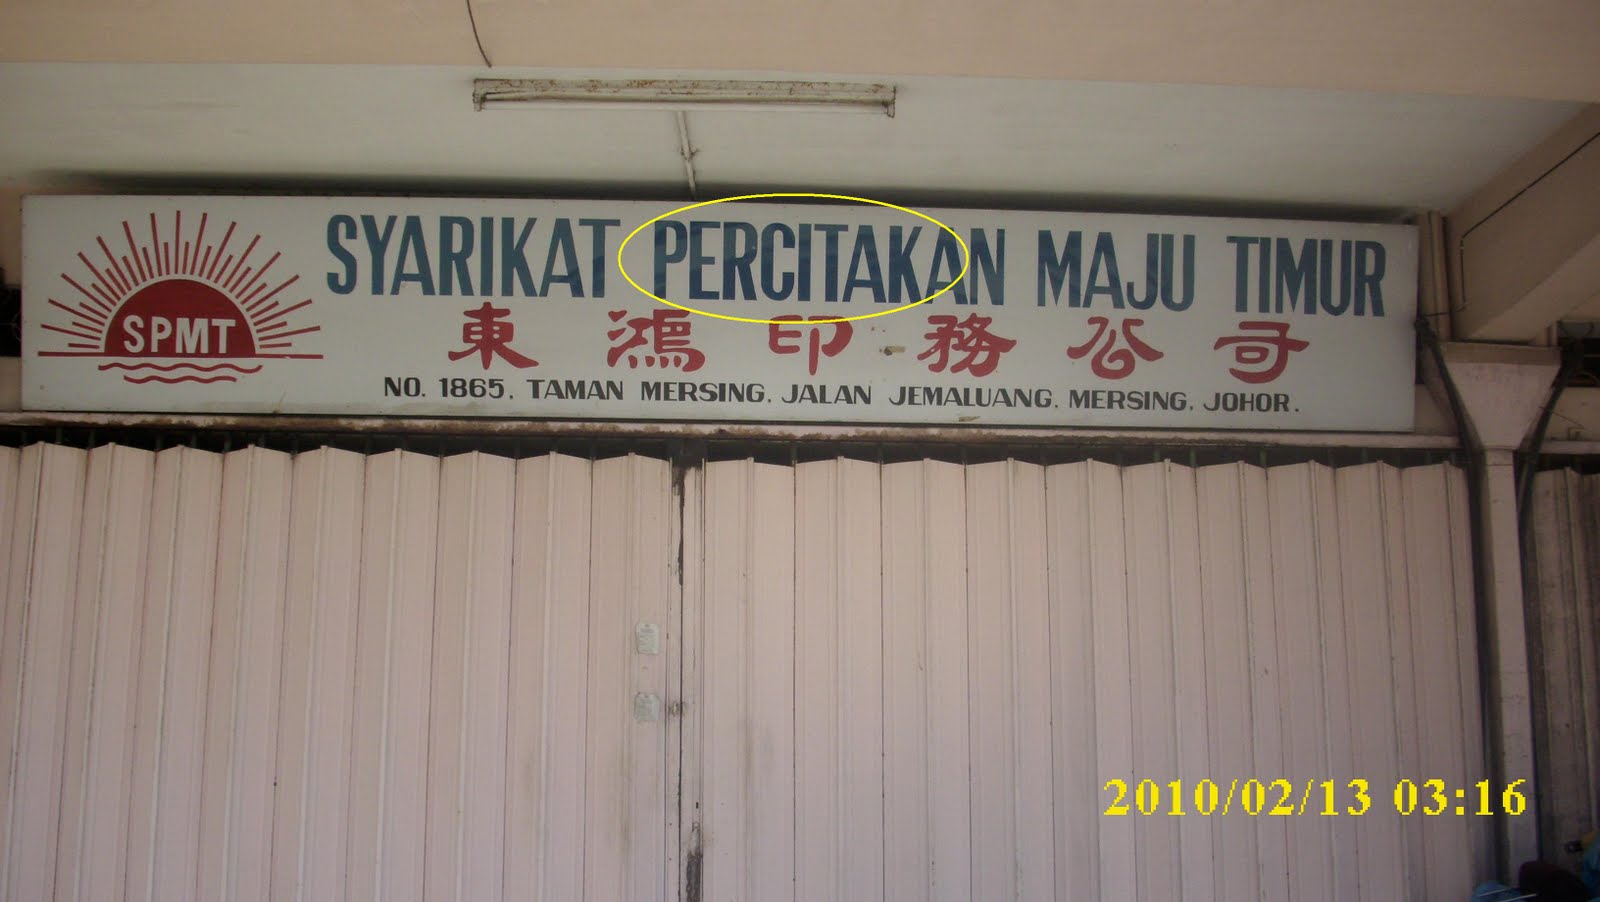 SYARIKAT PERCITAKAN MAJU TIMUR
SPMT
東鴻印務公司
NO. 1865, TAMAN MERSING, JALAN JEMALUANG, MERSING, JOHOR.
2010/02/13 03:16